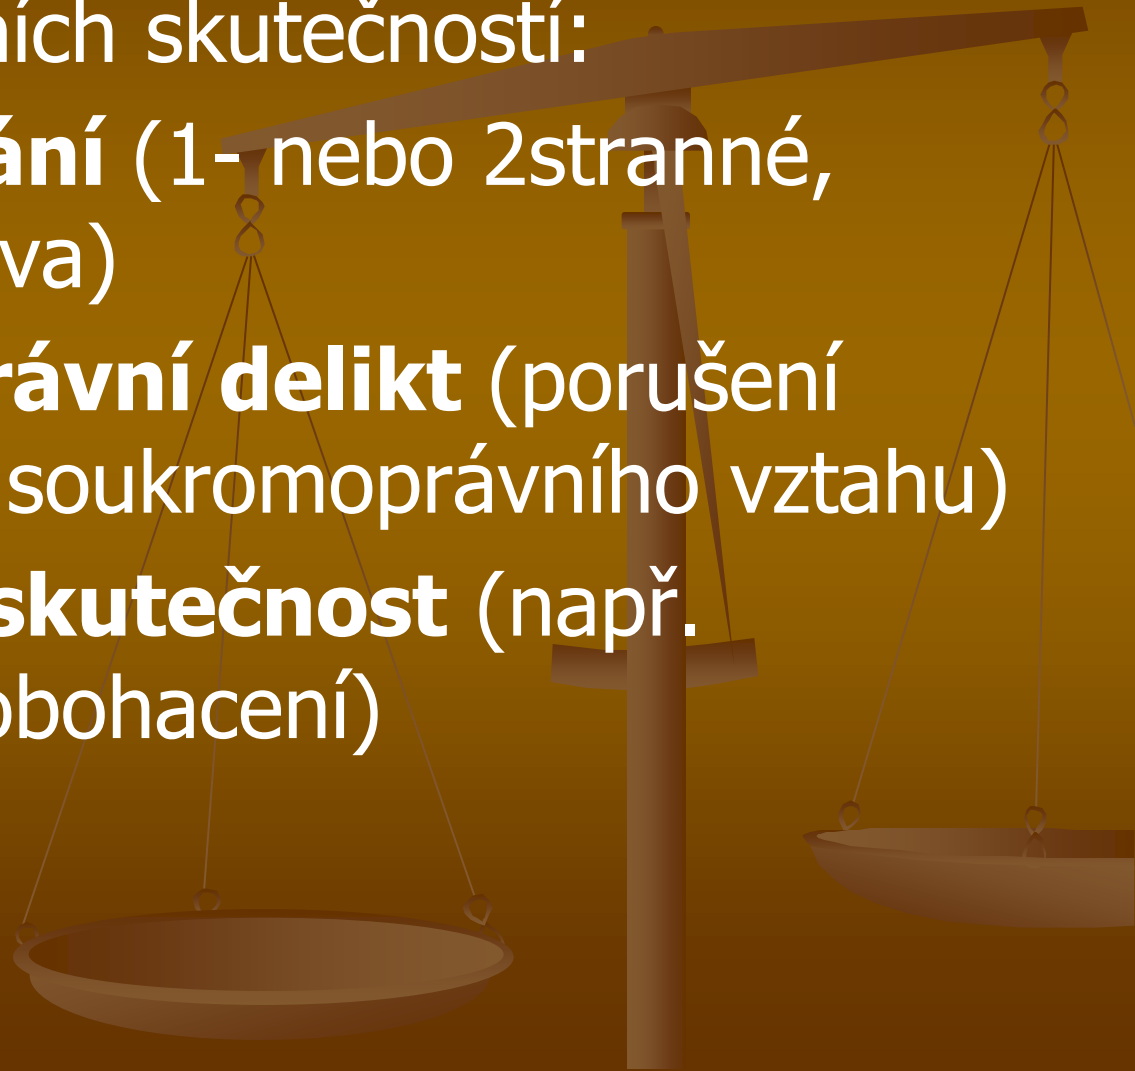 ních skutečností:
ání (1- nebo 2stranné,
va)
rávní delikt (porušení
soukromoprávního vztahu)
skutečnost (např.
obohacení)